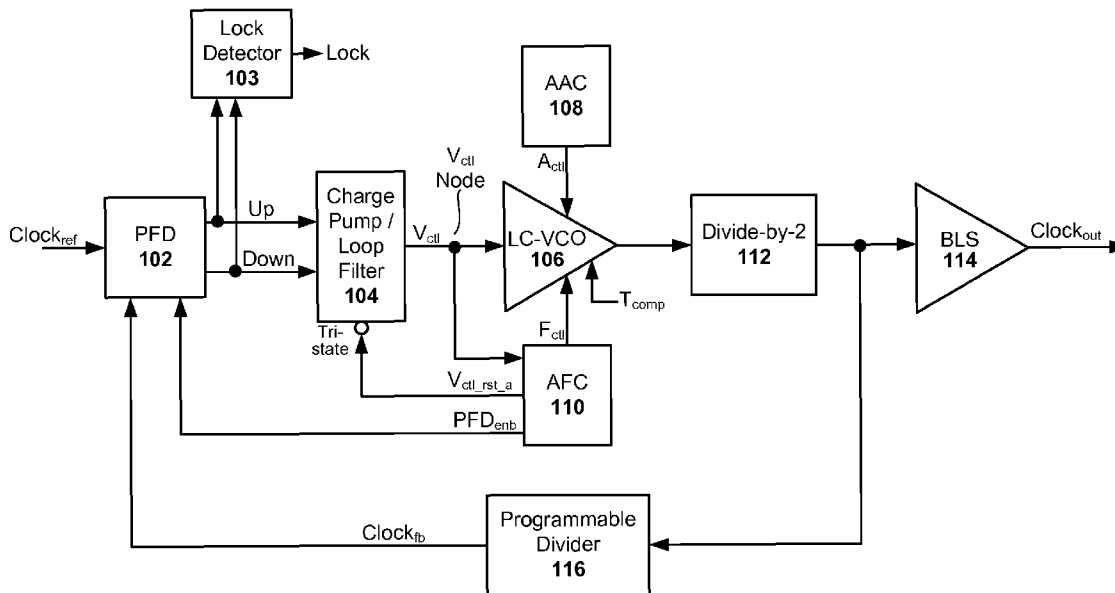 Lock
Detector
103
Lock
AAC
108
A_ctl
V_ctl
Node
Clock_ref
PFD
102
Up
Down
Charge
Pump /
Loop
Filter
104
V_ctl
LC-VCO
106
Divide-by-2
112
BLS
114
Clock_out
T_comp
F_ctl
Tri-
state
V_ctl_rst_a
AFC
110
PFD_enb
Clock_fb
Programmable
Divider
116